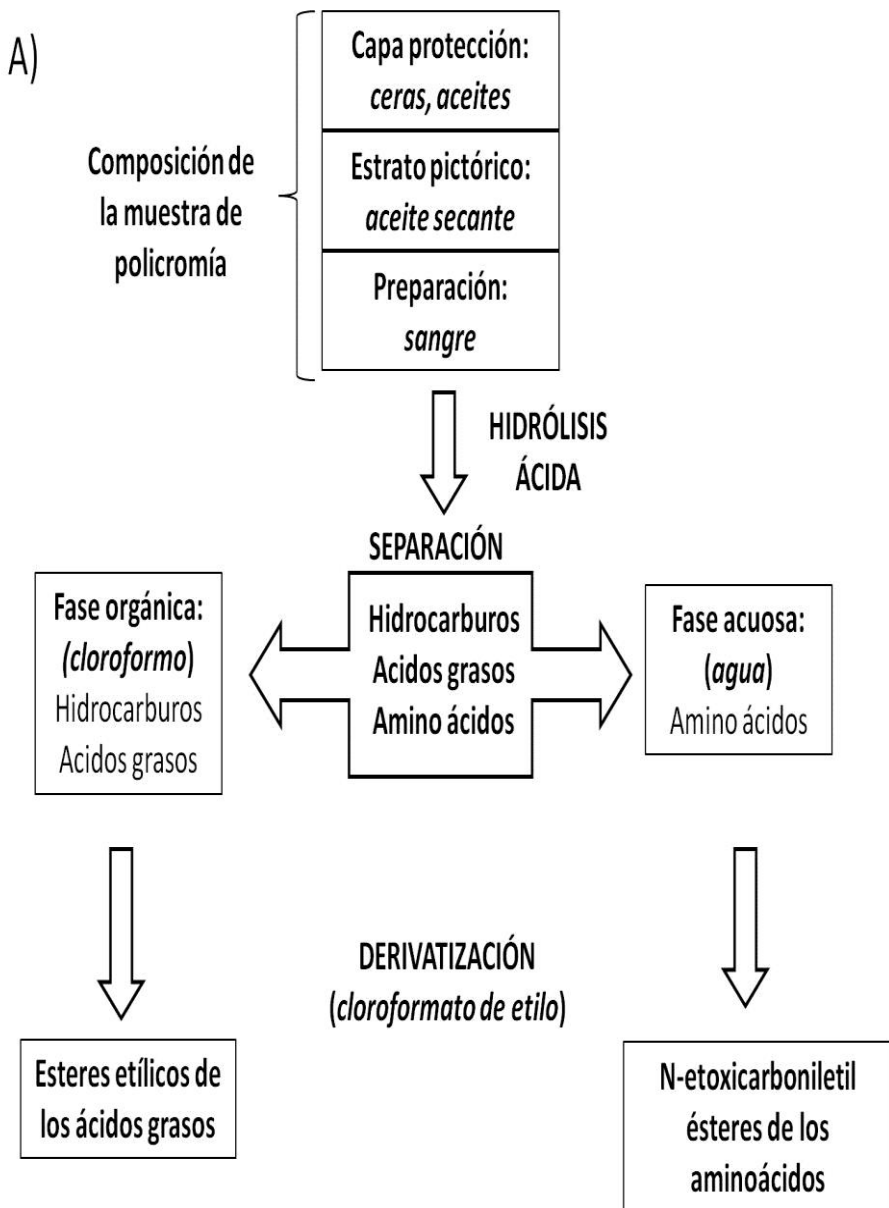 A)
Composición de
la muestra de
policromía
Capa protección:
ceras, aceites
Estrato pictórico:
aceite secante
Preparación:
sangre
HIDRÓLISIS
ÁCIDA
SEPARACIÓN
Fase orgánica:
(cloroformo)
Hidrocarburos
Acidos grasos
Hidrocarburos
Acidos grasos
Amino ácidos
Fase acuosa:
(agua)
Amino ácidos
DERIVATIZACIÓN
(cloroformato de etilo)
Esteres etílicos de
los ácidos grasos
N-etoxicarboniletil
ésteres de los
aminoácidos